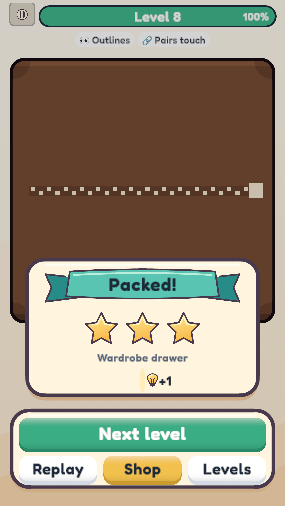 Level 8
100%
Outlines
Pairs touch
Packed!
Wardrobe drawer
+1
Next level
Replay
Shop
Levels